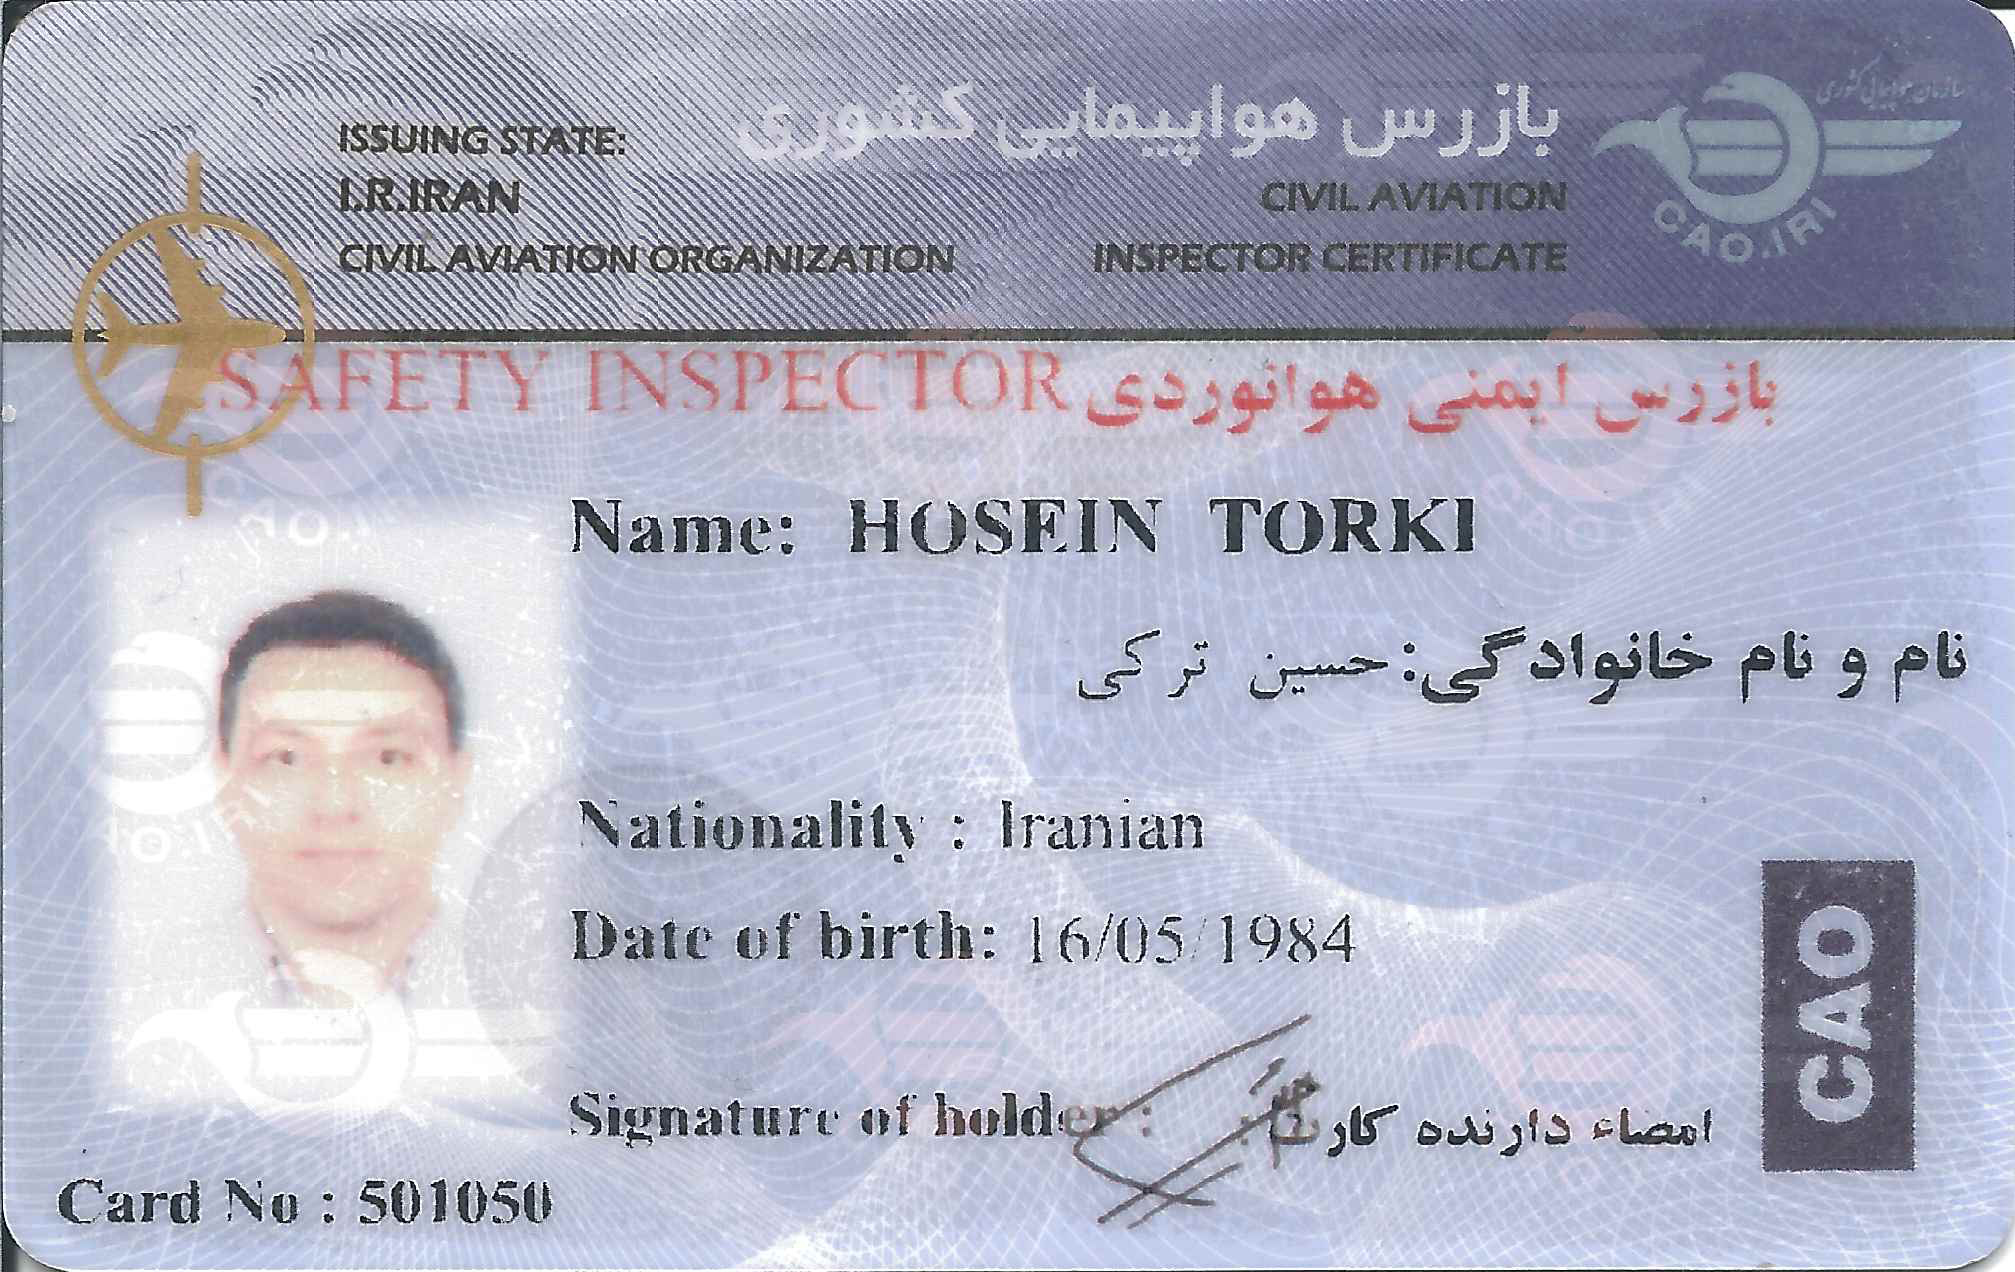 بازرس هواپیمایی کشوری
سازمان هواپیمایی کشوری
ISSUING STATE:
I.R.IRAN
CIVIL AVIATION ORGANIZATION
CIVIL AVIATION
INSPECTOR CERTIFICATE
CAO.IRI
SAFETY INSPECTOR بازرس ایمنی هوانوردی
Name: HOSEIN TORKI
نام و نام خانوادگی: حسین ترکی
Nationality : Iranian
Date of birth: 16/05/1984
Signature of holder : امضاء دارنده کارت
Card No : 501050
CAO